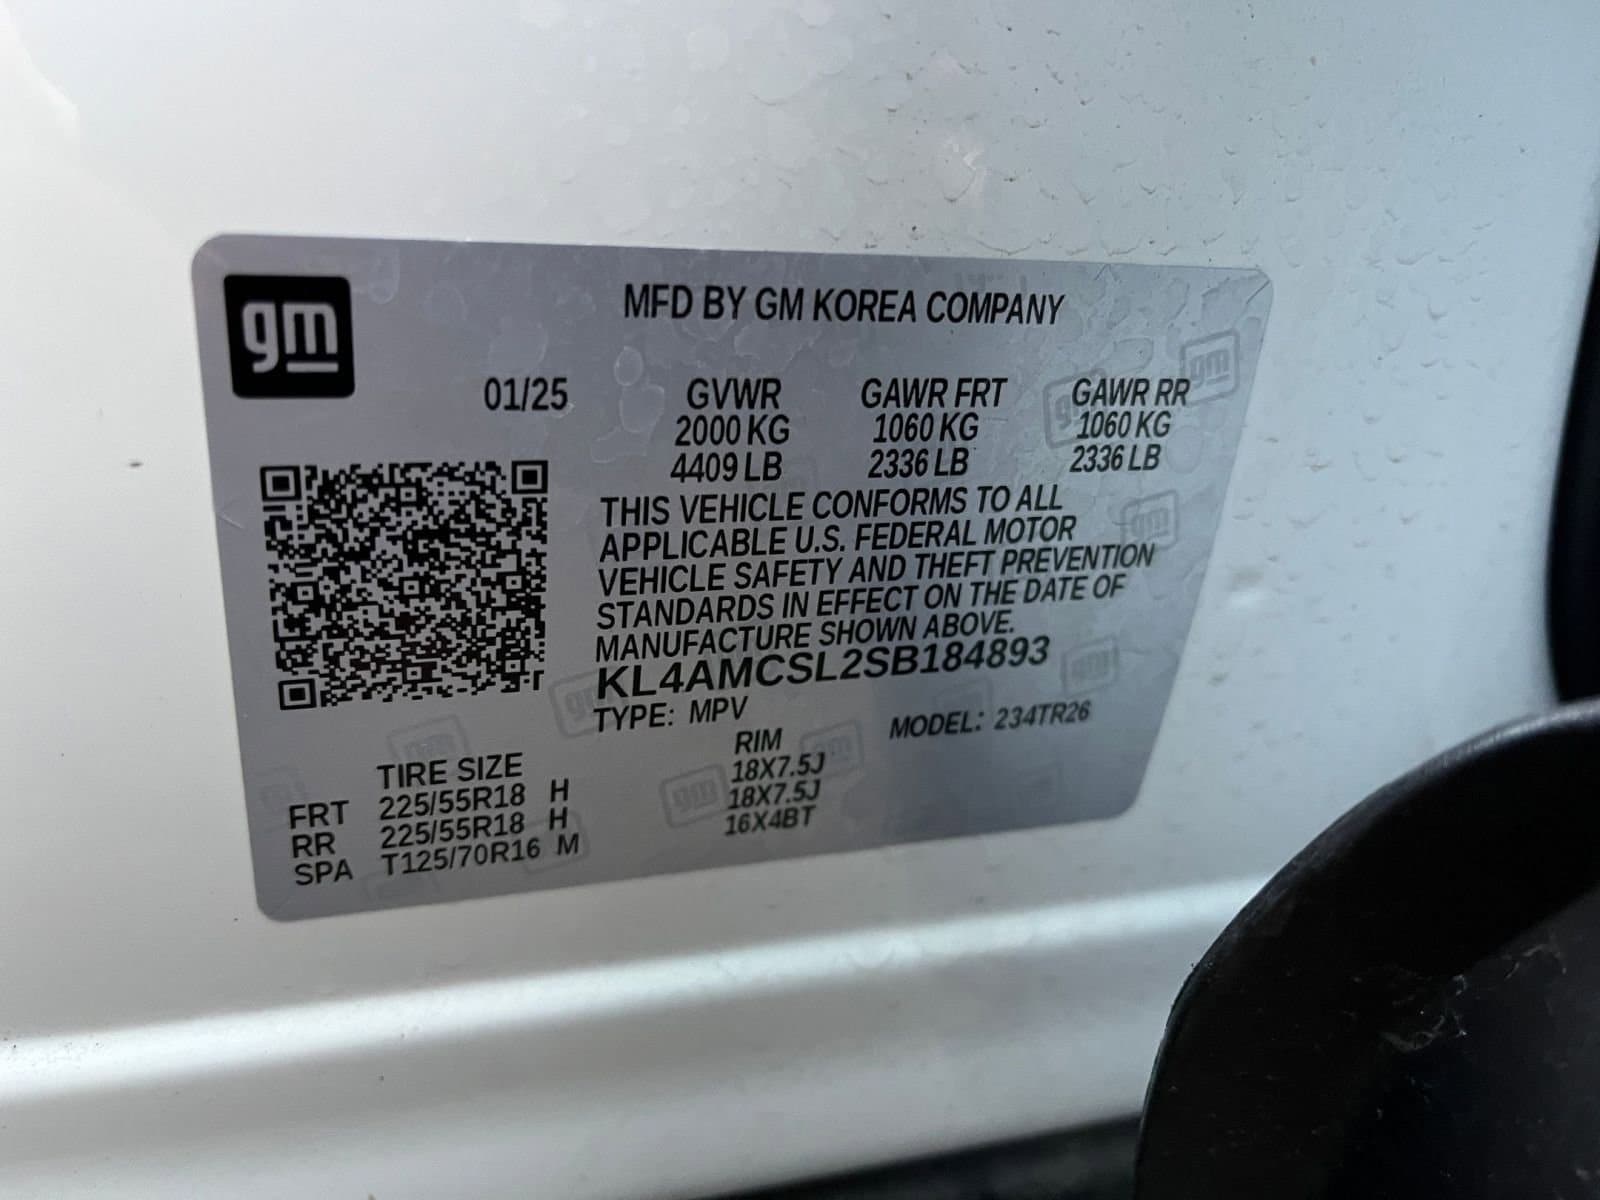 gm
MFD BY GM KOREA COMPANY
01/25 GVWR GAWR FRT GAWR RR
2000 KG 1060 KG 1060 KG
4409 LB 2336 LB 2336 LB
THIS VEHICLE CONFORMS TO ALL
APPLICABLE U.S. FEDERAL MOTOR
VEHICLE SAFETY AND THEFT PREVENTION
STANDARDS IN EFFECT ON THE DATE OF
MANUFACTURE SHOWN ABOVE.
KL4AMCSL2SB184893
TYPE: MPV MODEL: 234TR26
TIRE SIZE RIM
FRT 225/55R18 H 18X7.5J
RR 225/55R18 H 18X7.5J
SPA T125/70R16 M 16X4BT